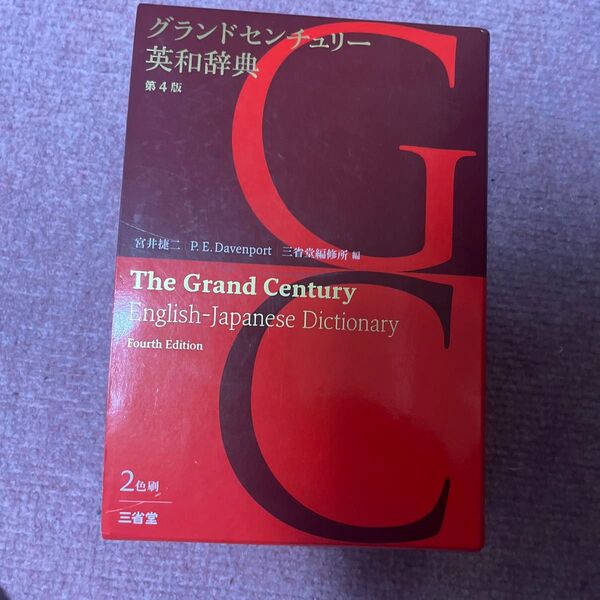 グランドセンチュリー
英和辞典
第4版
G
宮井捷二 | P. E. Davenport | 三省堂編修所 編
The Grand Century
English-Japanese Dictionary
Fourth Edition
C
2色刷
三省堂